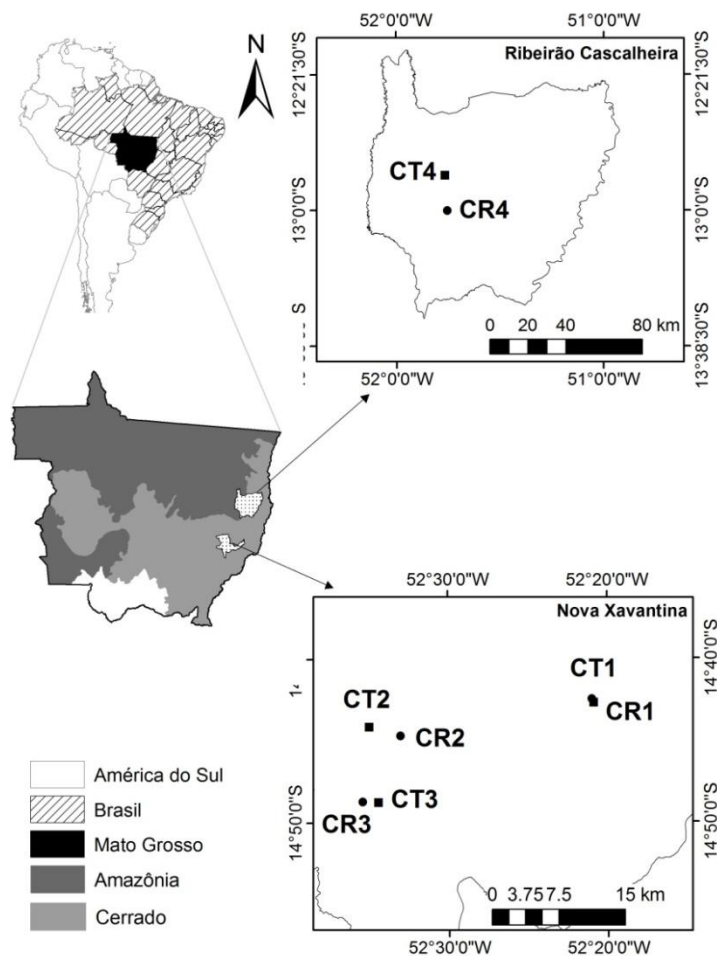 N
52°0'0"W
51°0'0"W
Ribeirão Cascalheira
12°21'30"S
12°21'30"S
CT4
CR4
13°0'0"S
13°0'0"S
0 20 40 80 km
13°38'30"S
52°0'0"W
51°0'0"W
52°30'0"W
52°20'0"W
Nova Xavantina
14°40'0"S
CT1
CR1
CT2
CR2
CT3
CR3
14°50'0"S
14°50'0"S
0 3.75 7.5 15 km
52°30'0"W
52°20'0"W
América do Sul
Brasil
Mato Grosso
Amazônia
Cerrado